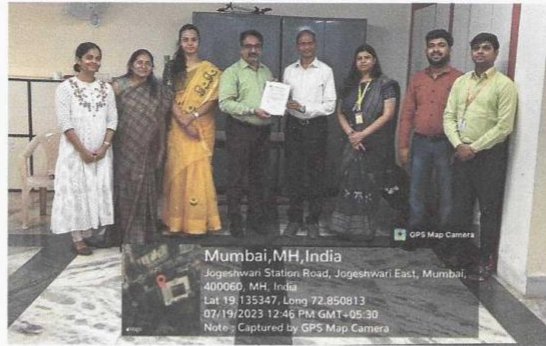 GPS Map Camera
Mumbai,MH,India
Jogeshwari Station Road, Jogeshwari East, Mumbai,
400060, MH, India
Lat 19.135347, Long 72.850813
07/19/2023 12:46 PM GMT+05:30
Note : Captured by GPS Map Camera